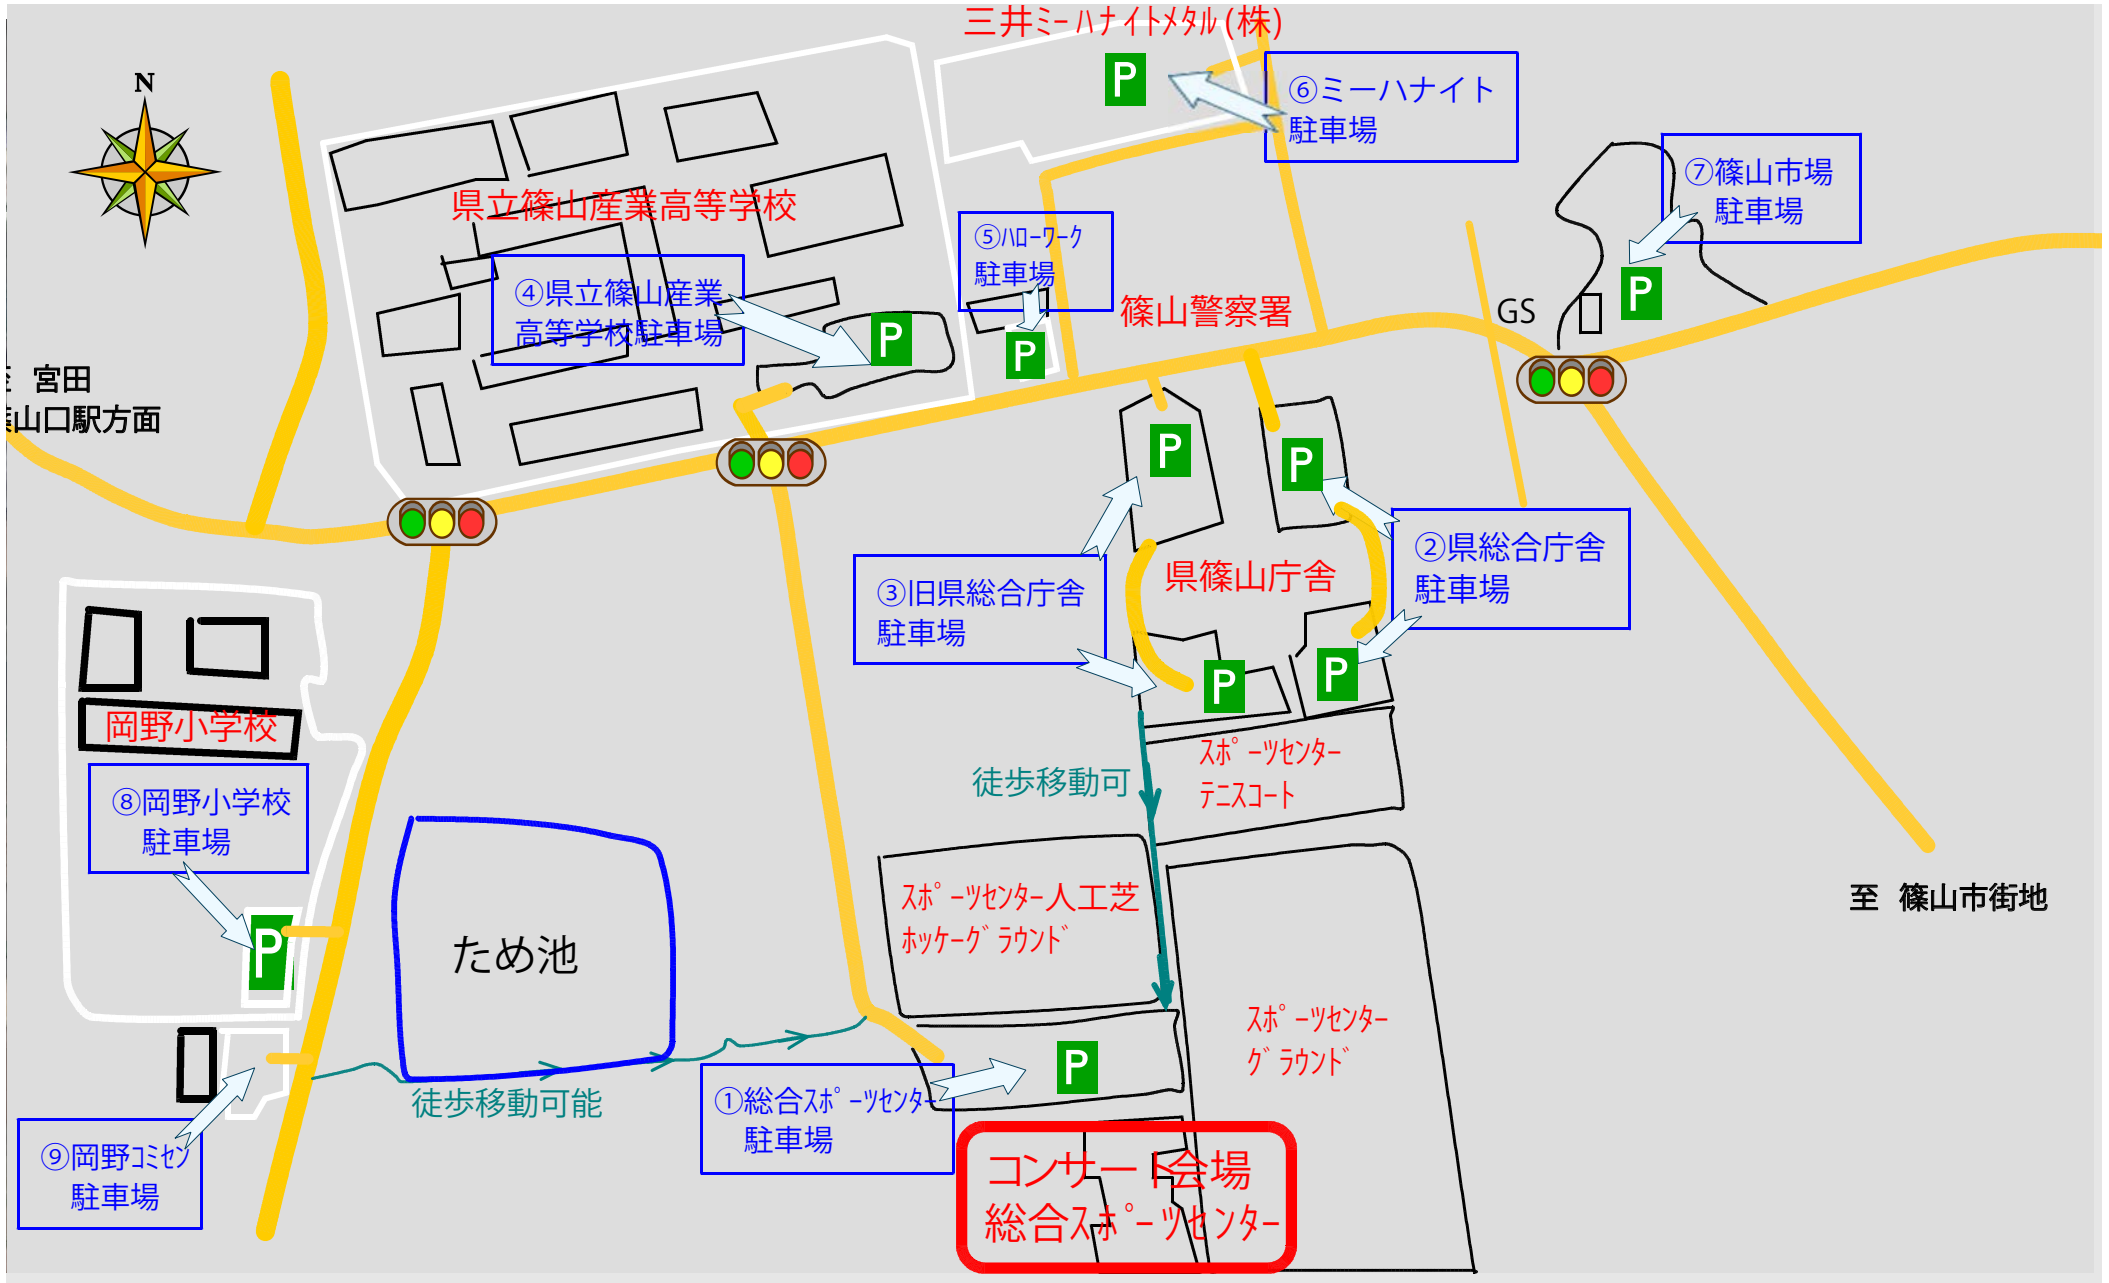 三井ミーハナイトメタル(株)
P
⑥ミーハナイト
駐車場
N
⑦篠山市場
駐車場
県立篠山産業高等学校
⑤ハローワーク
駐車場
④県立篠山産業
高等学校駐車場
P
篠山警察署
GS
P
P
P
宮田
山口駅方面
P
P
②県総合庁舎
駐車場
県篠山庁舎
③旧県総合庁舎
駐車場
P
P
岡野小学校
スポーツセンター
テニスコート
徒歩移動可
⑧岡野小学校
駐車場
スポーツセンター人工芝
ホッケーグラウンド
至 篠山市街地
P
ため池
スポーツセンター
グラウンド
P
徒歩移動可能
①総合スポーツセンター
駐車場
⑨岡野コミセン
駐車場
コンサート会場
総合スポーツセンター